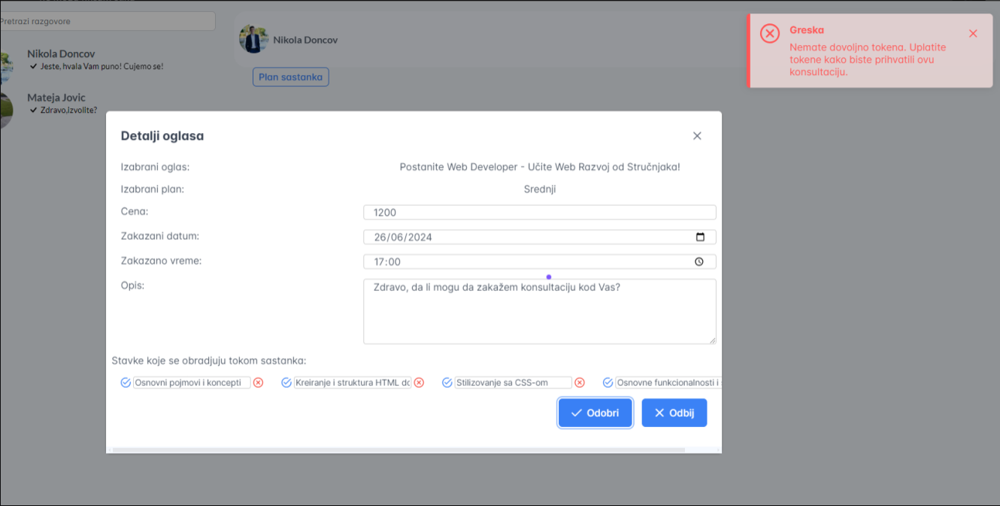 Pretrazi razgovore
Nikola Doncov
Jeste, hvala Vam puno! Cujemo se!
Mateja Jovic
Zdravo,Izvolite?
Nikola Doncov
Plan sastanka
Greska
Nemate dovoljno tokena. Uplatite
tokene kako biste prihvatili ovu
konsultaciju.
Detalji oglasa
Izabrani oglas:
Postanite Web Developer - Učite Web Razvoj od Stručnjaka!
Izabrani plan:
Srednji
Cena:
1200
Zakazani datum:
26/06/2024
Zakazano vreme:
17:00
Opis:
Zdravo, da li mogu da zakažem konsultaciju kod Vas?
Stavke koje se obradjuju tokom sastanka:
Osnovni pojmovi i koncepti
Kreiranje i struktura HTML
Stilizovanje sa CSS-om
Osnovne funkcionalnosti i
Odobri
Odbij